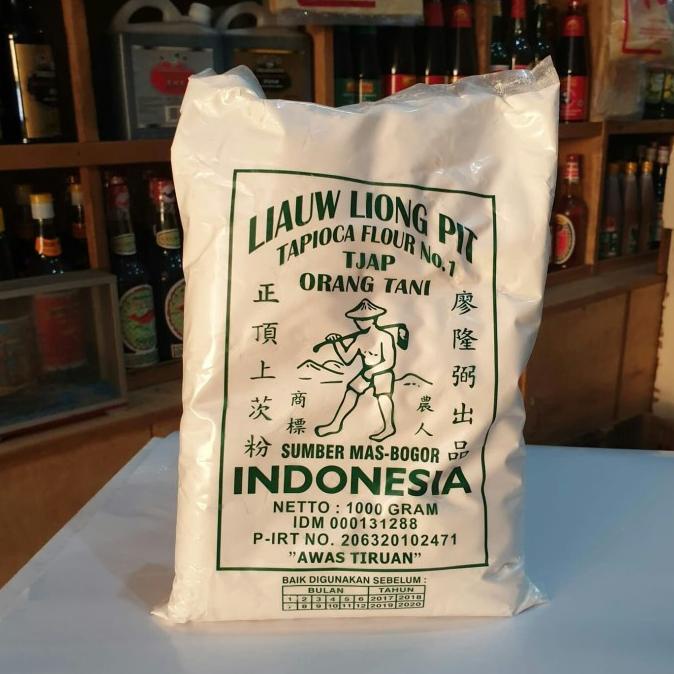 LIAUW LIONG PIT
TAPIOCA FLOUR No.1
TJAP
ORANG TANI
正頂上茨粉
廖隆弼出品
商標
農人
SUMBER MAS-BOGOR
INDONESIA
NETTO : 1000 GRAM
IDM 000131288
P-IRT NO. 206320102471
"AWAS TIRUAN"
BAIK DIGUNAKAN SEBELUM :
BULAN TAHUN
1 2 3 4 5 6 2017 2018
8 9 10 11 12 2019 2020